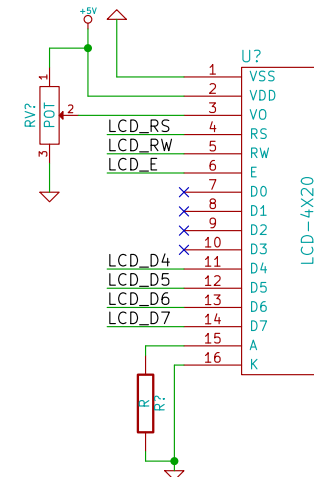 +5V
U?
1 VSS
2 VDD
3 VO
LCD_RS 4 RS
LCD_RW 5 RW
LCD_E 6 E
7 D0
8 D1
9 D2
10 D3
LCD_D4 11 D4
LCD_D5 12 D5
LCD_D6 13 D6
LCD_D7 14 D7
15 A
16 K
LCD-4X20
1
RV?
POT
2
3
R
R?